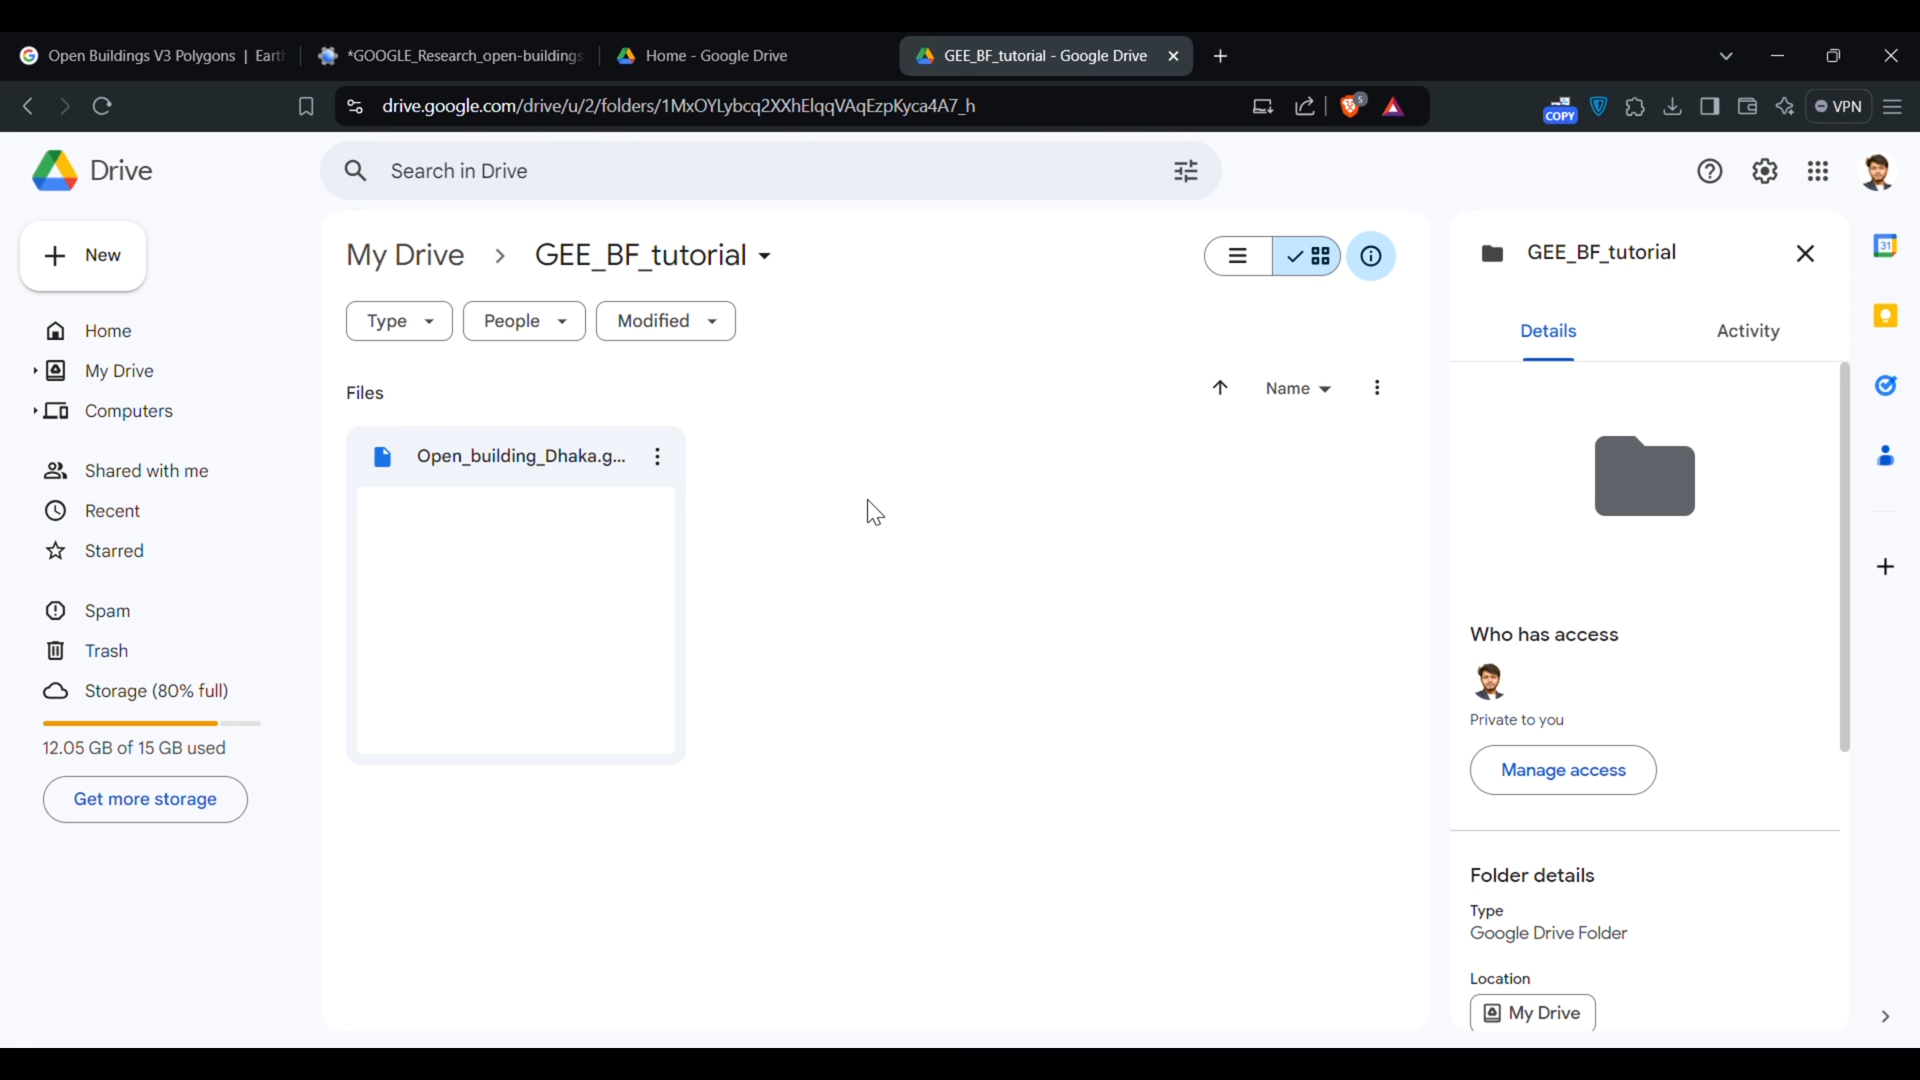 Open Buildings V3 Polygons | Eart
*GOOGLE_Research_open-buildings
Home - Google Drive
GEE_BF_tutorial - Google Drive
drive.google.com/drive/u/2/folders/1MxOYLybcq2XXhElqqVAqEzpKyca4A7_h
5
COPY
VPN
Drive
Search in Drive
New
My Drive
GEE_BF_tutorial
GEE_BF_tutorial
31
Home
My Drive
Computers
Shared with me
Recent
Starred
Spam
Trash
Storage (80% full)
12.05 GB of 15 GB used
Get more storage
Type
People
Modified
Files
Name
Open_building_Dhaka.g...
Details
Activity
Who has access
Private to you
Manage access
Folder details
Type
Google Drive Folder
Location
My Drive